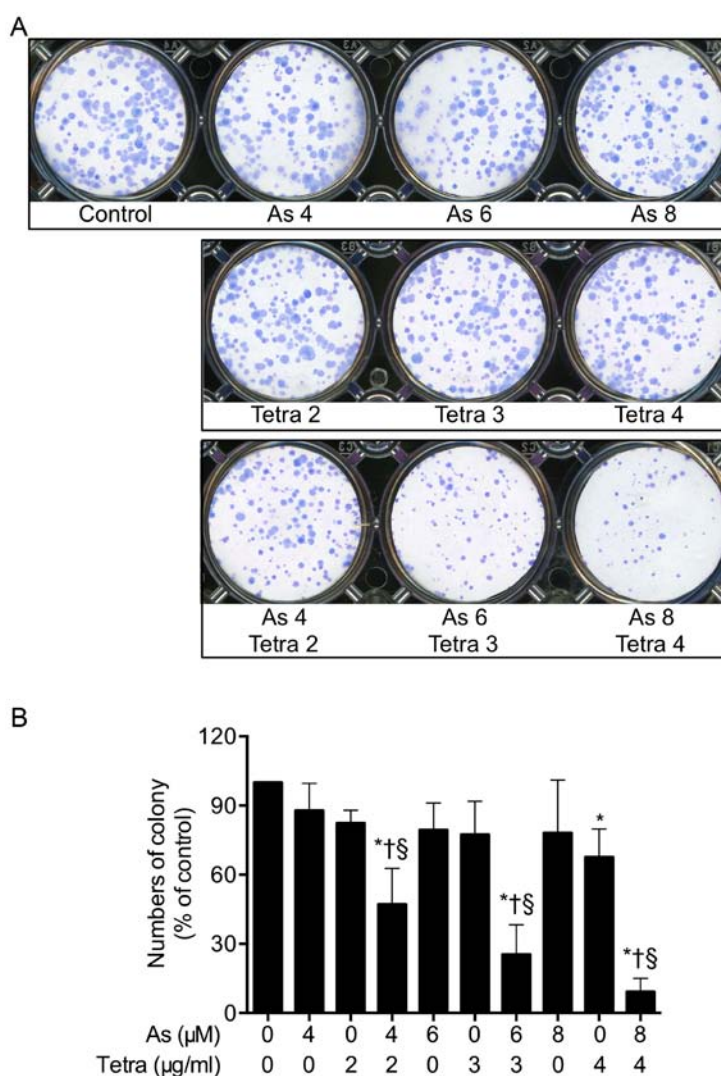 A
Control As 4 As 6 As 8
Tetra 2 Tetra 3 Tetra 4
As 4 As 6 As 8
Tetra 2 Tetra 3 Tetra 4
B
Numbers of colony
(% of control)
120
90
60
30
0
*†§ *†§ * *†§
As (μM) 0 4 0 4 6 0 6 8 0 8
Tetra (μg/ml) 0 0 2 2 0 3 3 0 4 4